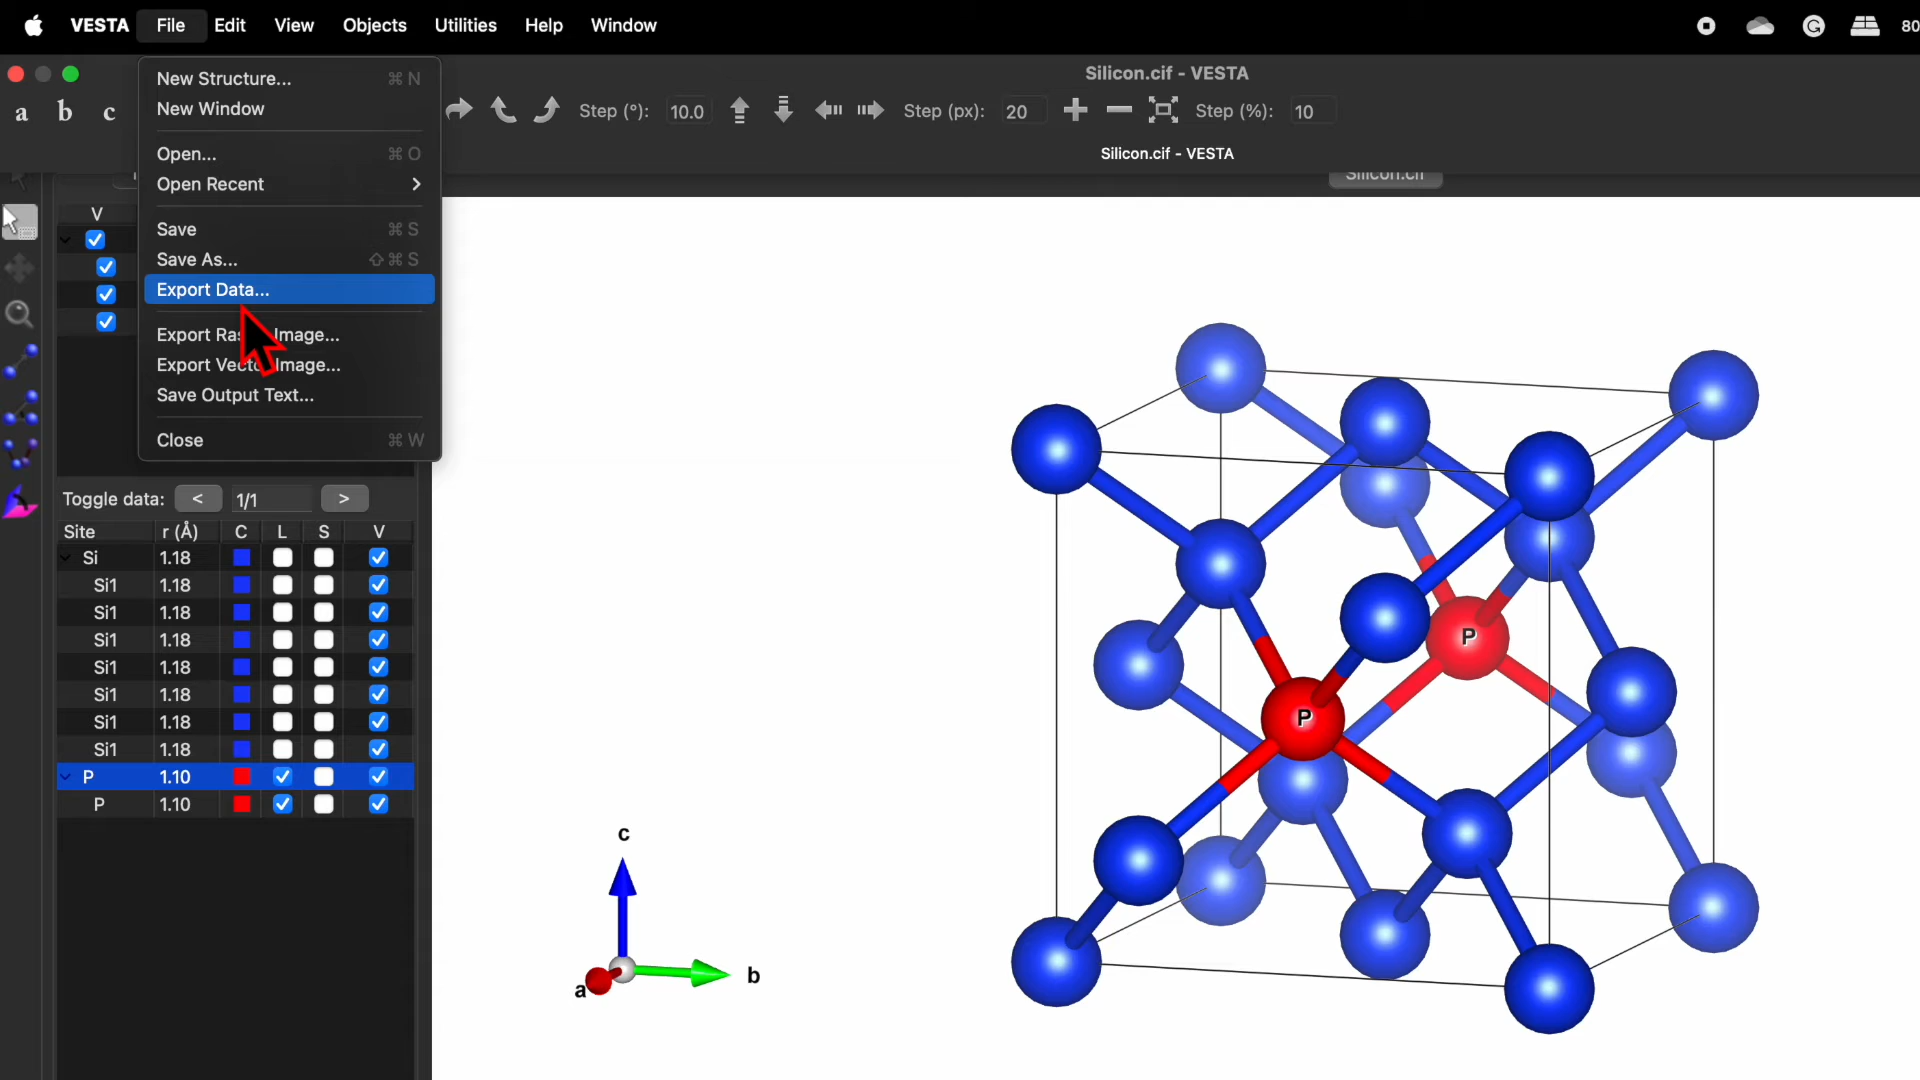 VESTA File Edit View Objects Utilities Help Window 80
Silicon.cif - VESTA
a b c Step (°): 10.0 Step (px): 20 Step (%): 10
Silicon.cif - VESTA
Silicon.cif
New Structure... ⌘ N
New Window
Open... ⌘ O
Open Recent >
Save ⌘ S
Save As... ⇧ ⌘ S
Export Data...
Export Image...
Export Image...
Save Output Text...
Close ⌘ W
V
Toggle data: < 1/1 >
Site r (Å) C L S V
Si 1.18
Si1 1.18
Si1 1.18
Si1 1.18
Si1 1.18
Si1 1.18
Si1 1.18
Si1 1.18
P 1.10
P 1.10
P
P
c
b
a